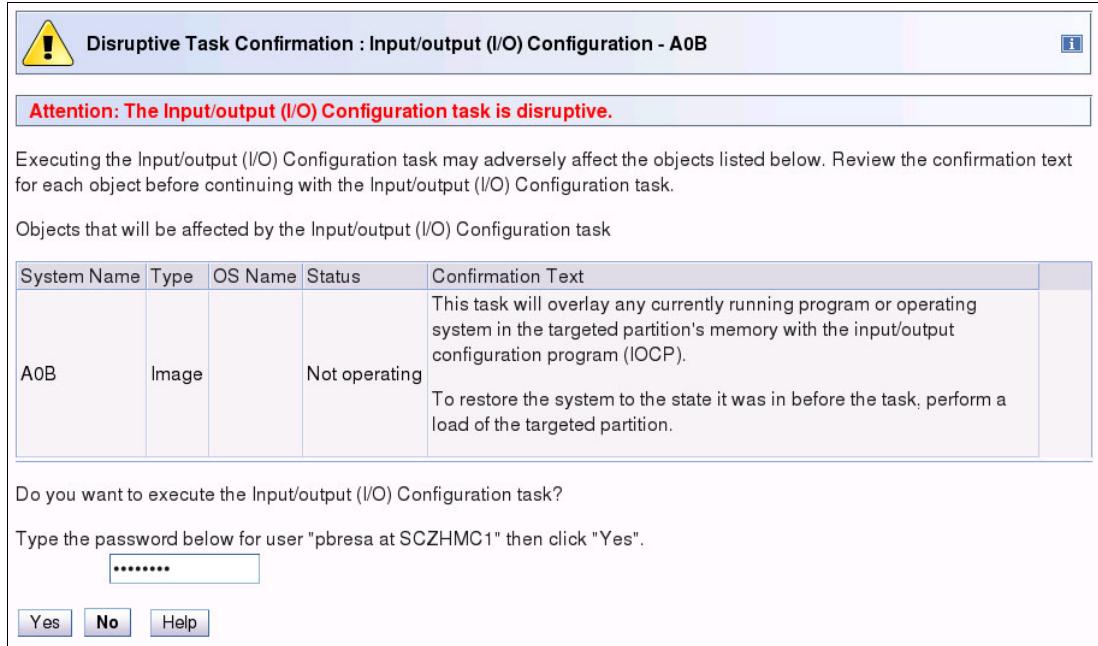 Disruptive Task Confirmation : Input/output (I/O) Configuration - A0B
i
Attention: The Input/output (I/O) Configuration task is disruptive.
Executing the Input/output (I/O) Configuration task may adversely affect the objects listed below. Review the confirmation text
for each object before continuing with the Input/output (I/O) Configuration task.
Objects that will be affected by the Input/output (I/O) Configuration task
System Name Type OS Name Status Confirmation Text
This task will overlay any currently running program or operating
system in the targeted partition's memory with the input/output
configuration program (IOCP).
A0B Image Not operating
To restore the system to the state it was in before the task, perform a
load of the targeted partition.
Do you want to execute the Input/output (I/O) Configuration task?
Type the password below for user "pbresa at SCZHMC1" then click "Yes".
••••••••
Yes No Help